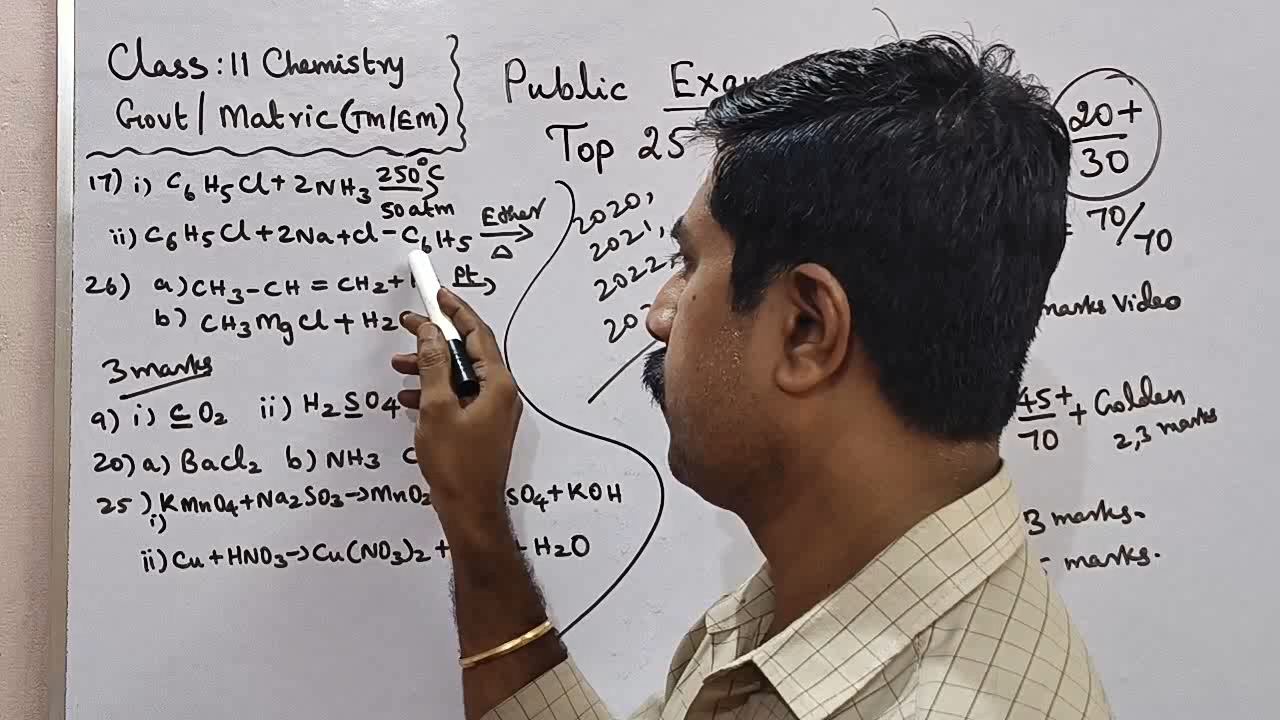 Class: 11 Chemistry
Govt / Matric (TM/EM)
17) i) C₆H₅Cl + 2NH₃ 250°C →
50 atm
ii) C₆H₅Cl + 2Na + Cl - C₆H₅ Ether →
Δ
26) a) CH₃ - CH = CH₂ + Pt →
b) CH₃MgCl + H₂
3 marks
9) i) CO₂ ii) H₂SO₄
20) a) BaCl₂ b) NH₃
25) i) KMnO₄ + Na₂SO₃ → MnO₂ SO₄ + KOH
ii) Cu + HNO₃ → Cu(NO₃)₂ + + H₂O
Public Exam
Top 25
2020,
2021,
2022,
20+
30
= 70/70
marks Video
45+ + Golden
70 2,3 marks
3 marks.
marks.